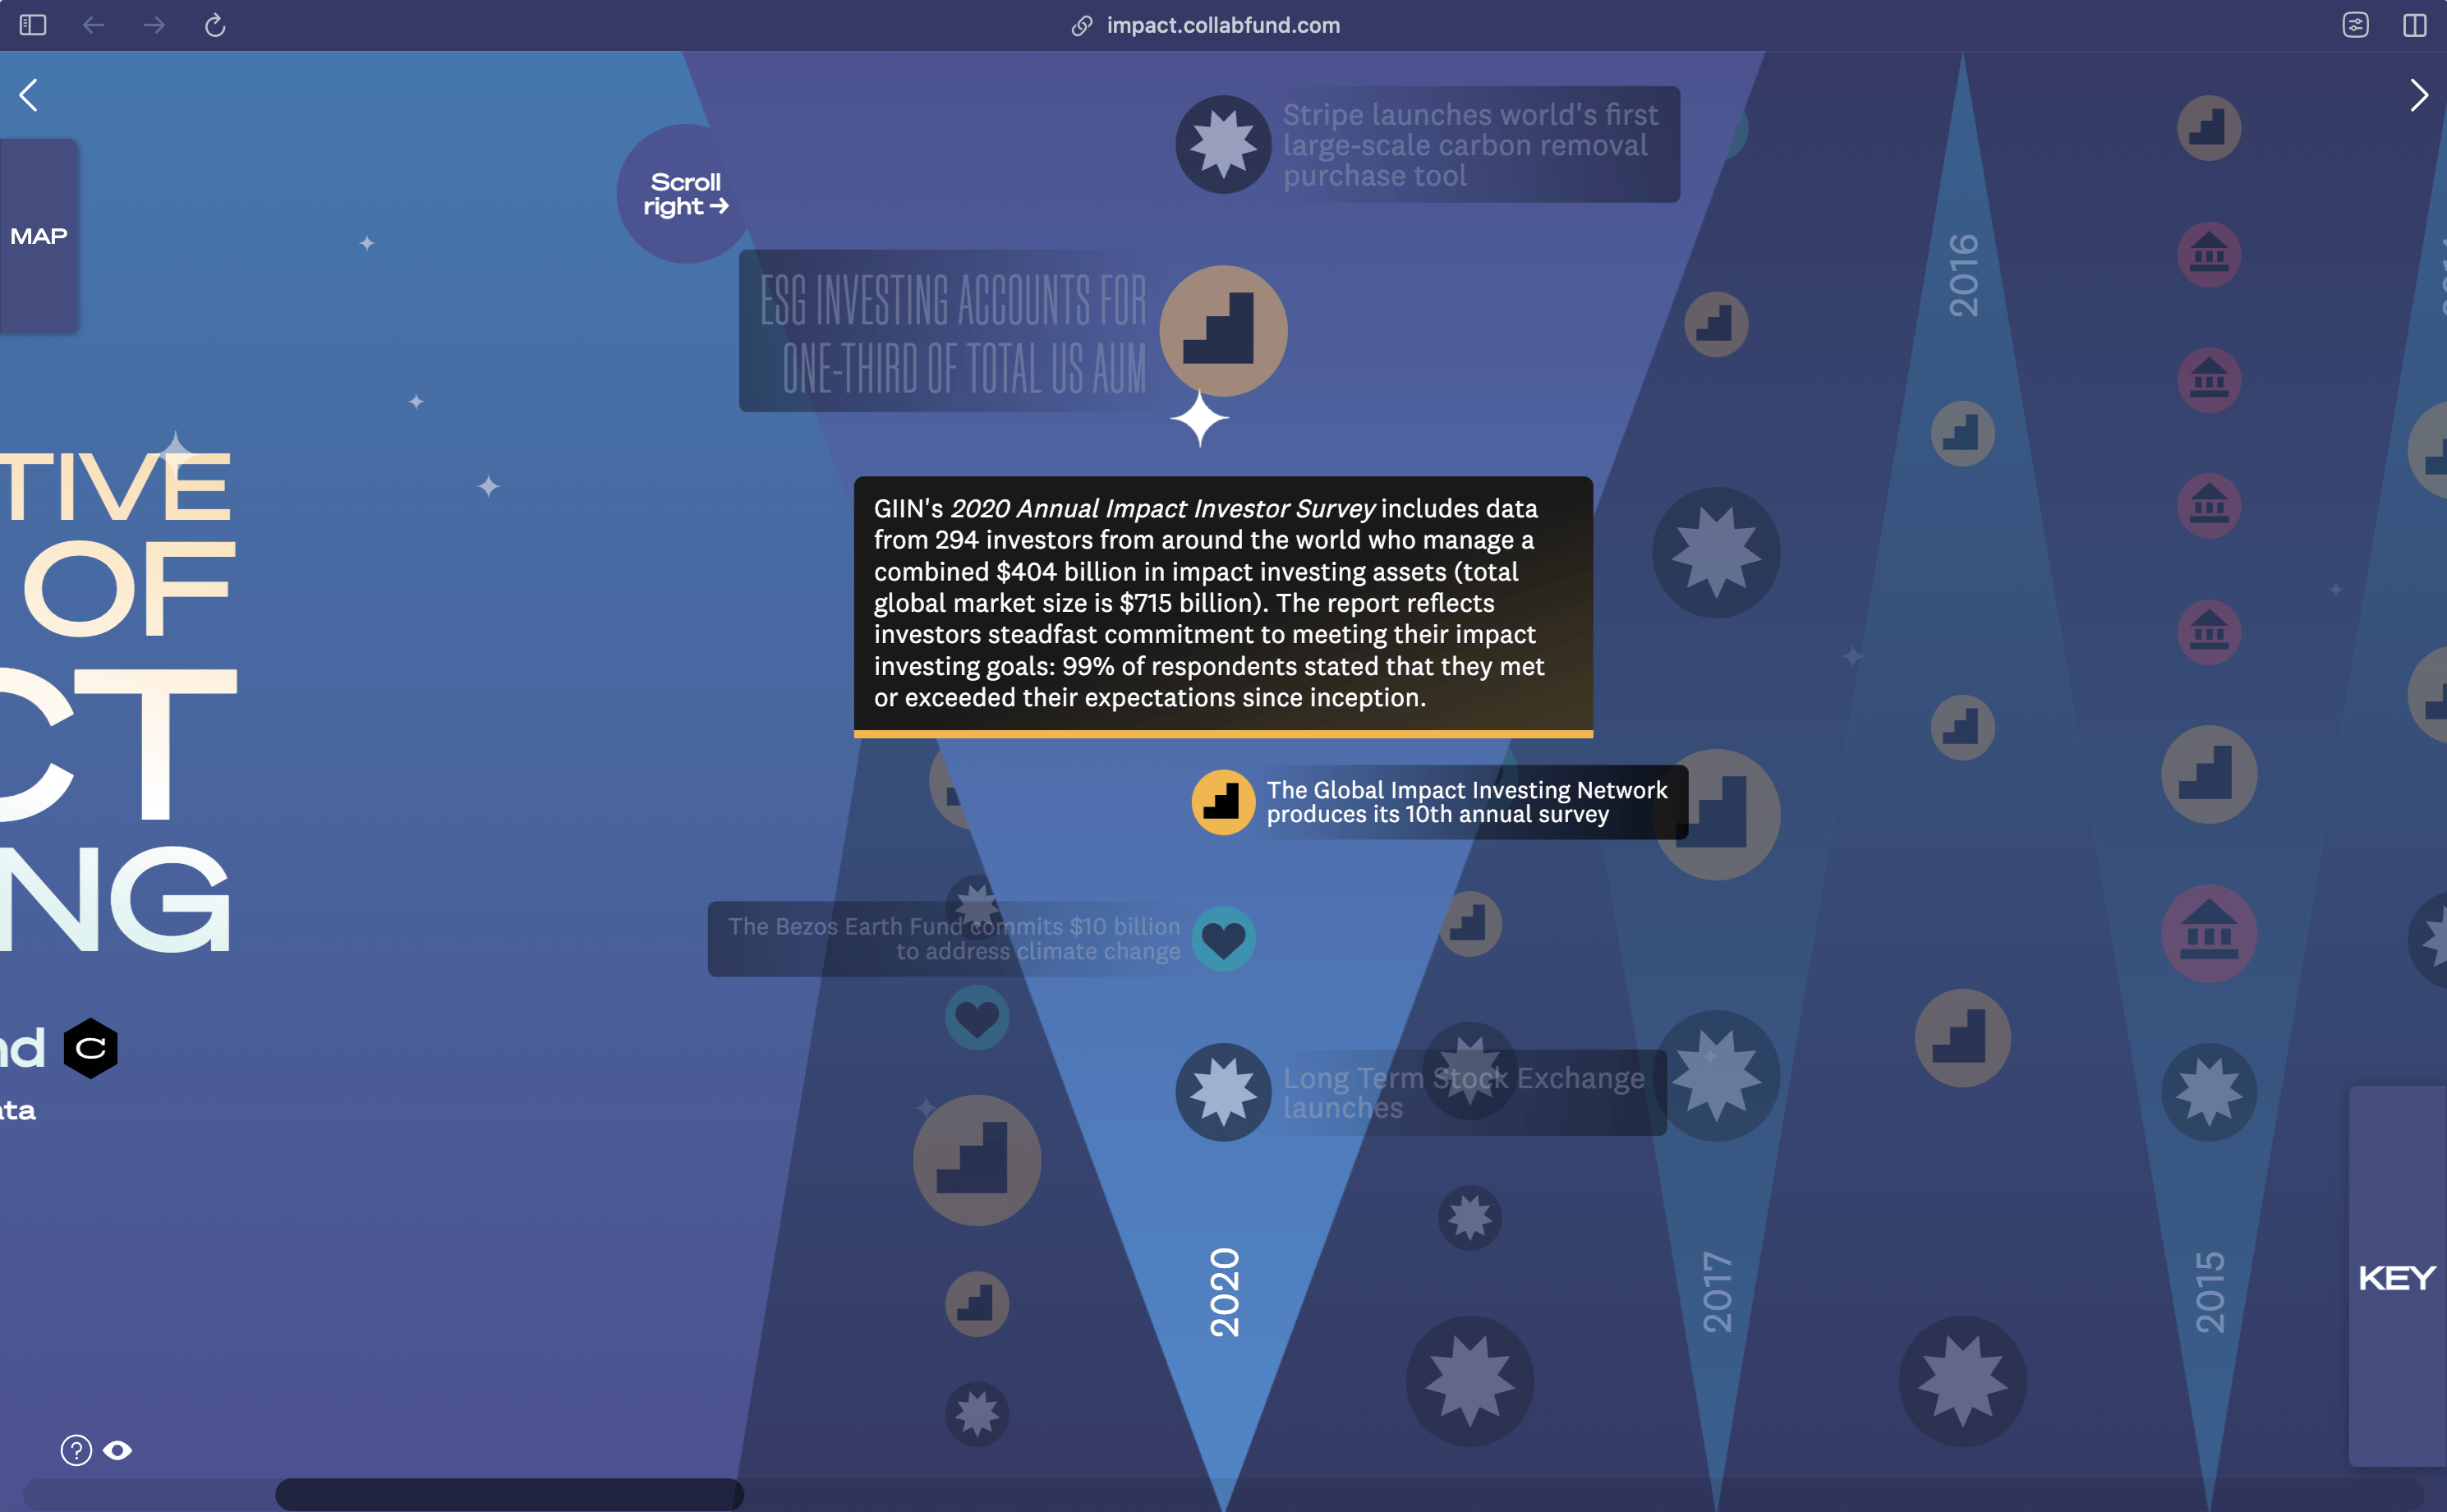 impact.collabfund.com
MAP
Scroll
right →
TIVE
OF
CT
NG
nd
ata
Stripe launches world's first
large-scale carbon removal
purchase tool
ESG INVESTING ACCOUNTS FOR
ONE-THIRD OF TOTAL US AUM
GIIN's 2020 Annual Impact Investor Survey includes data
from 294 investors from around the world who manage a
combined $404 billion in impact investing assets (total
global market size is $715 billion). The report reflects
investors steadfast commitment to meeting their impact
investing goals: 99% of respondents stated that they met
or exceeded their expectations since inception.
The Global Impact Investing Network
produces its 10th annual survey
The Bezos Earth Fund commits $10 billion
to address climate change
Long Term Stock Exchange
launches
2020
2017
2016
2015
KEY
?